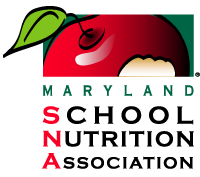 ®
MARYLAND
SCHOOL
NUTRITION
ASSOCIATION